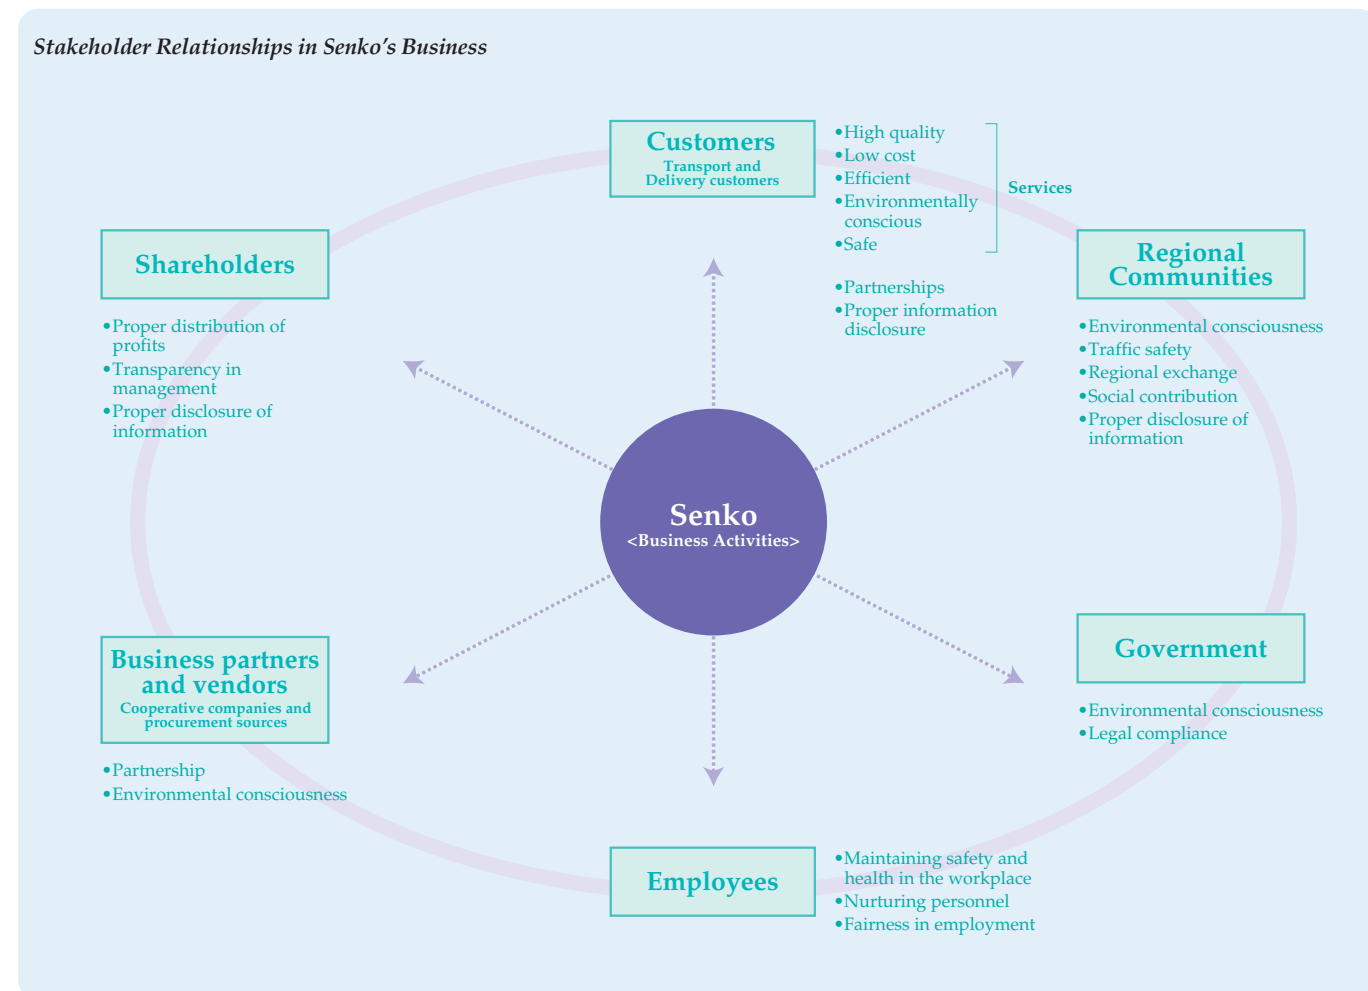 Stakeholder Relationships in Senko’s Business
Customers
Transport and
Delivery customers
•High quality
•Low cost
•Efficient
•Environmentally
conscious
•Safe
Services
•Partnerships
•Proper information
disclosure
Shareholders
•Proper distribution of
profits
•Transparency in
management
•Proper disclosure of
information
Regional
Communities
•Environmental consciousness
•Traffic safety
•Regional exchange
•Social contribution
•Proper disclosure of
information
Senko
<Business Activities>
Business partners
and vendors
Cooperative companies and
procurement sources
•Partnership
•Environmental consciousness
Government
•Environmental consciousness
•Legal compliance
Employees
•Maintaining safety and
health in the workplace
•Nurturing personnel
•Fairness in employment